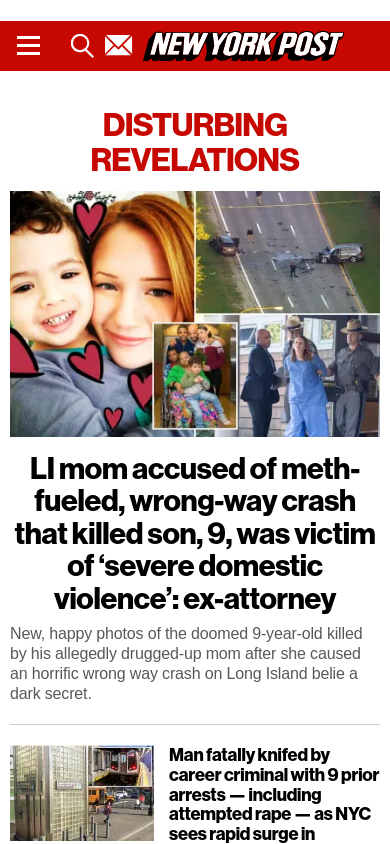 NEW YORK POST
DISTURBING
REVELATIONS
LI mom accused of meth-
fueled, wrong-way crash
that killed son, 9, was victim
of ‘severe domestic
violence’: ex-attorney
New, happy photos of the doomed 9-year-old killed
by his allegedly drugged-up mom after she caused
an horrific wrong way crash on Long Island belie a
dark secret.
Man fatally knifed by
career criminal with 9 prior
arrests — including
attempted rape — as NYC
sees rapid surge in